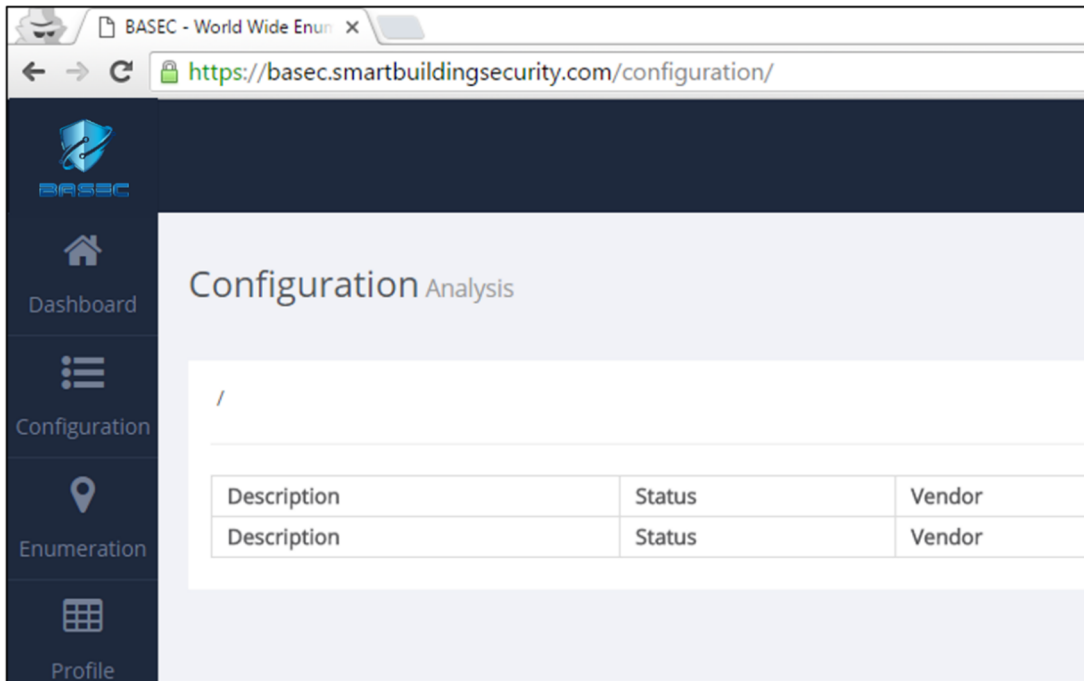 BASEC - World Wide Enum
https://basec.smartbuildingsecurity.com/configuration/
BASEC
Dashboard
Configuration
Enumeration
Profile
Configuration Analysis
/
Description Status Vendor
Description Status Vendor